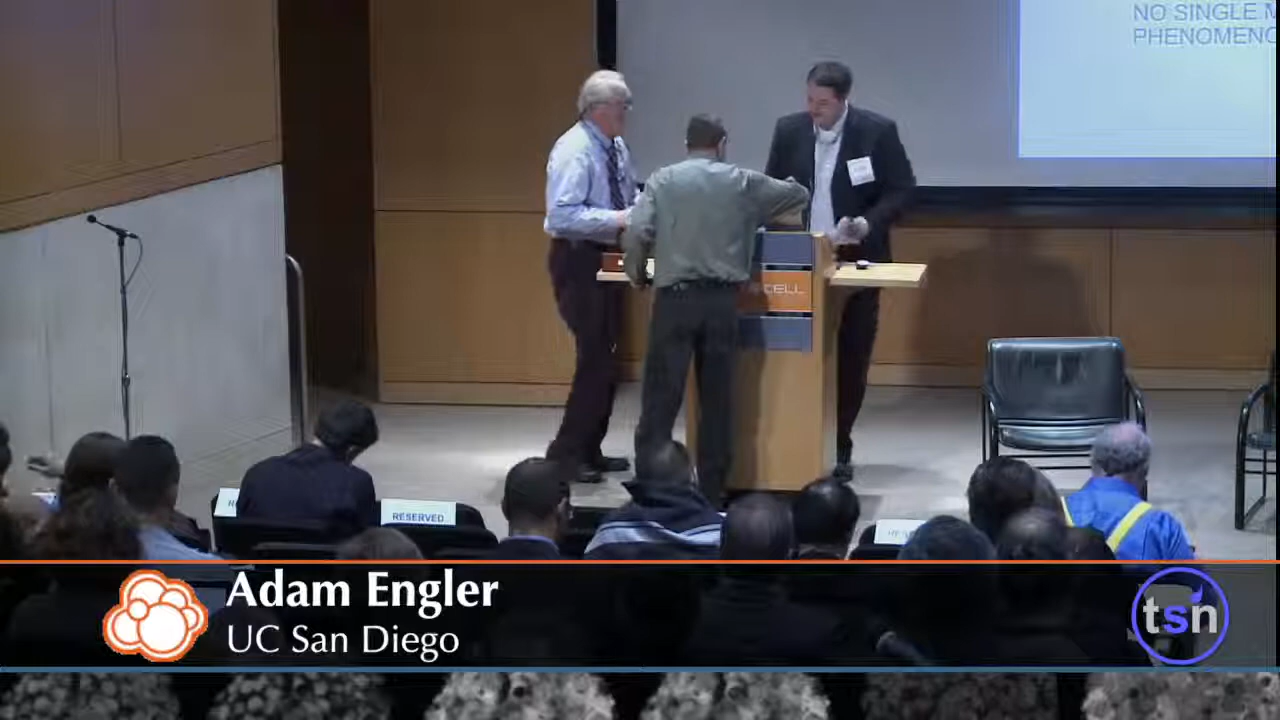 NO SINGLE
PHENOMENO
CELL
RESERVED
Adam Engler
UC San Diego
tsn